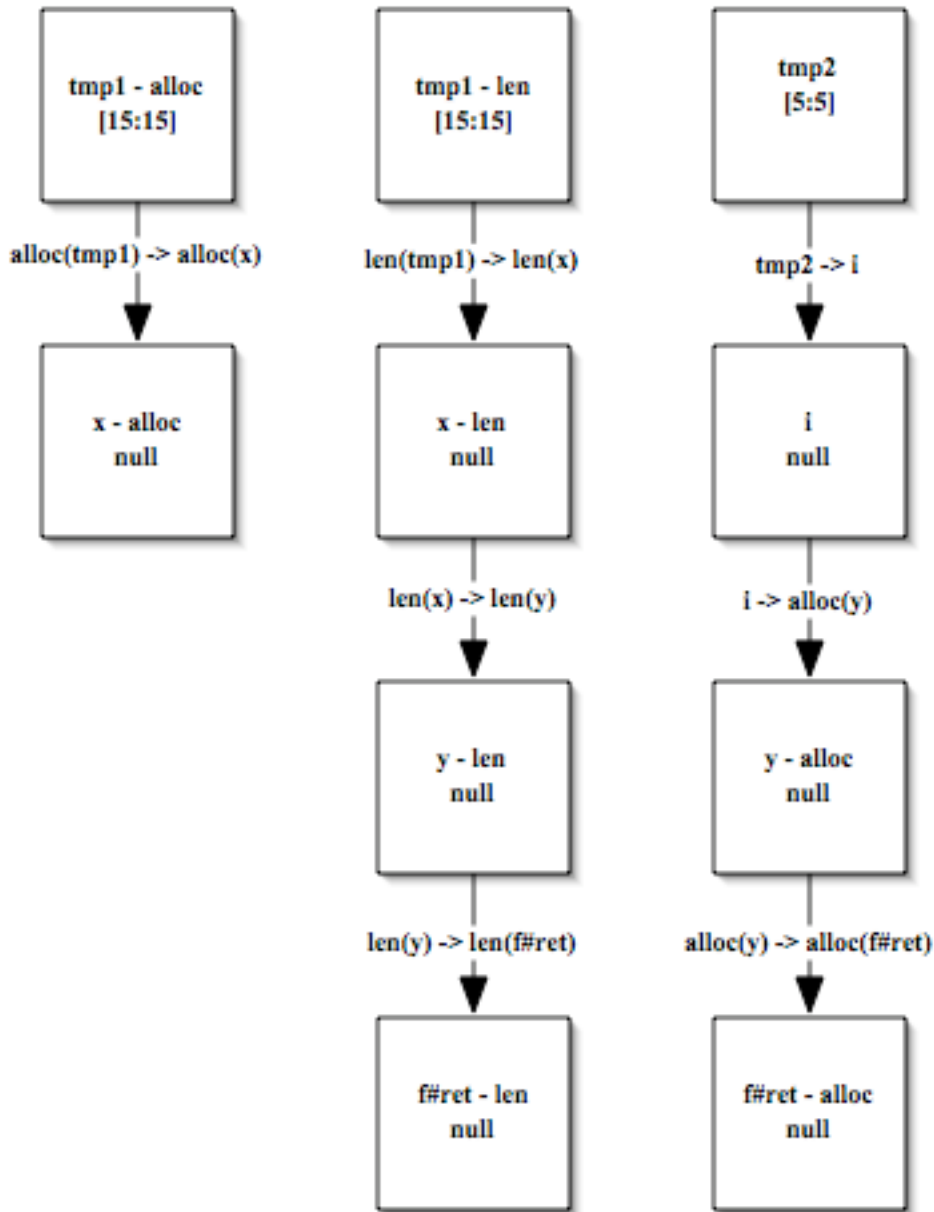 tmp1 - alloc
[15:15]
tmp1 - len
[15:15]
tmp2
[5:5]
alloc(tmp1) -> alloc(x)
len(tmp1) -> len(x)
tmp2 -> i
x - alloc
null
x - len
null
i
null
len(x) -> len(y)
i -> alloc(y)
y - len
null
y - alloc
null
len(y) -> len(f#ret)
alloc(y) -> alloc(f#ret)
f#ret - len
null
f#ret - alloc
null